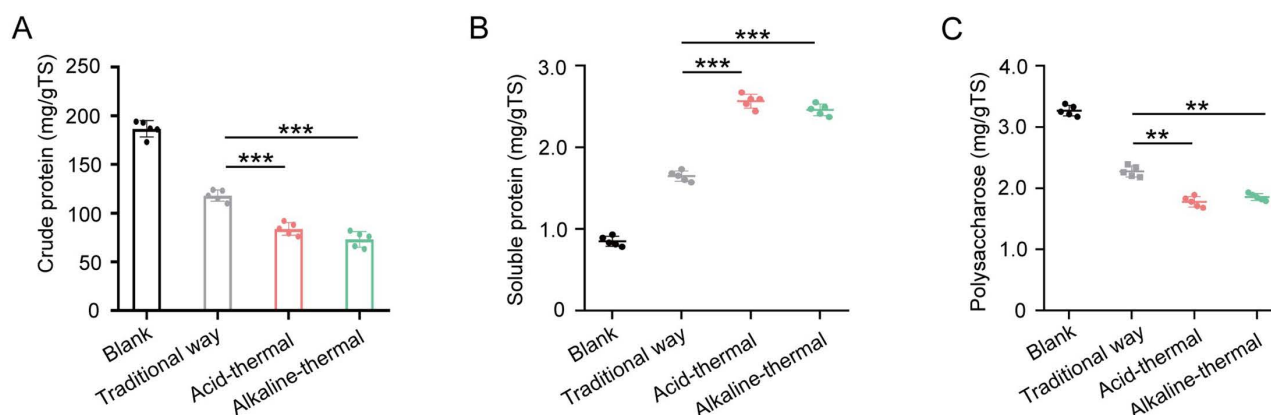 A
Crude protein (mg/gTS)
250
200
150
100
50
0
***
***
Blank
Traditional way
Acid-thermal
Alkaline-thermal
B
Soluble protein (mg/gTS)
3.0
2.0
1.0
0
***
***
Blank
Traditional way
Acid-thermal
Alkaline-thermal
C
Polysaccharose (mg/gTS)
4.0
3.0
2.0
1.0
0
**
**
Blank
Traditional way
Acid-thermal
Alkaline-thermal